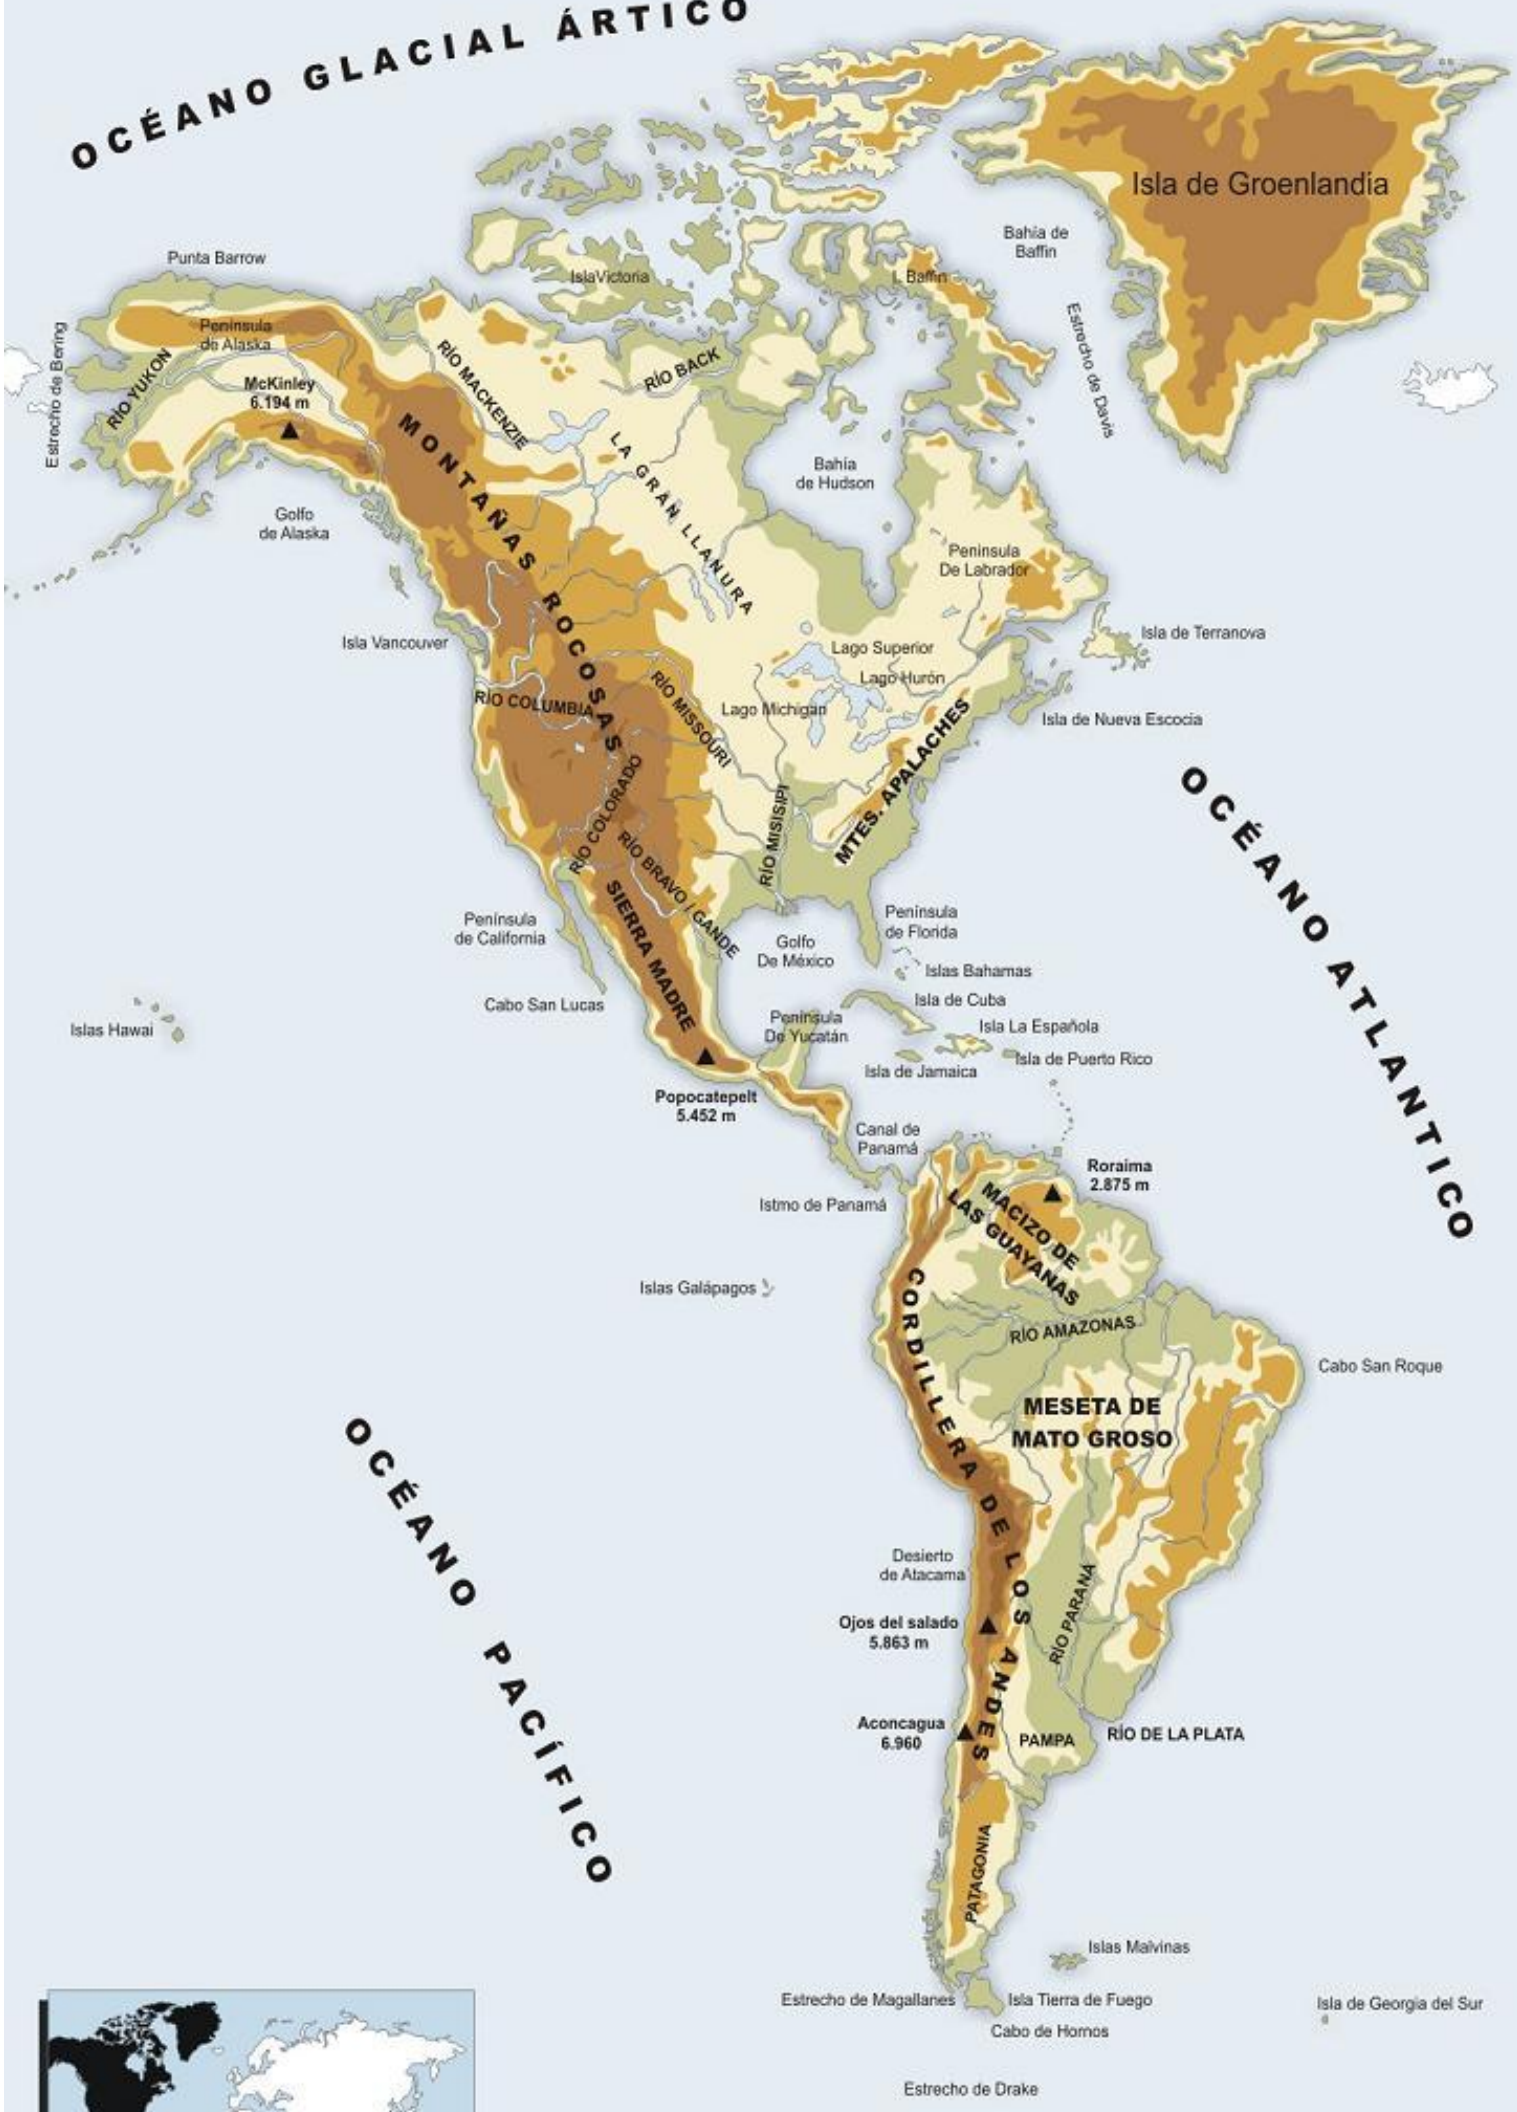 OCÉANO GLACIAL ÁRTICO
Isla de Groenlandia
Bahía de
Baffin
Punta Barrow
IslaVictoria
I. Baffin
Estrecho de Davis
Península
de Alaska
Estrecho de Bering
RÍO YUKON
McKinley
6.194 m
RÍO MACKENZIE
RÍO BACK
MONTAÑAS ROCOSAS
LA GRAN LLANURA
Bahía
de Hudson
Golfo
de Alaska
Península
De Labrador
Isla Vancouver
Isla de Terranova
Lago Superior
Lago Hurón
Lago Michigan
Isla de Nueva Escocia
RÍO COLUMBIA
RÍO MISSOURI
MTES. APALACHES
RÍO COLORADO
RÍO MISISIPI
RÍO BRAVO / GANDE
SIERRA MADRE
OCÉANO ATLANTICO
Península
de California
Península
de Florida
Golfo
De México
Islas Bahamas
Cabo San Lucas
Isla de Cuba
Islas Hawai
Península
De Yucatán
Isla La Española
Isla de Puerto Rico
Isla de Jamaica
Popocatepelt
5.452 m
Canal de
Panamá
Roraima
2.875 m
Istmo de Panamá
MACIZO DE
LAS GUAYANAS
Islas Galápagos
CORDILLERA DE LOS ANDES
RÍO AMAZONAS
Cabo San Roque
MESETA DE
MATO GROSO
OCÉANO PACÍFICO
Desierto
de Atacama
RÍO PARANÁ
Ojos del salado
5.863 m
Aconcagua
6.960
PAMPA
RÍO DE LA PLATA
PATAGONIA
Islas Malvinas
Estrecho de Magallanes
Isla Tierra de Fuego
Isla de Georgia del Sur
Cabo de Hornos
Estrecho de Drake